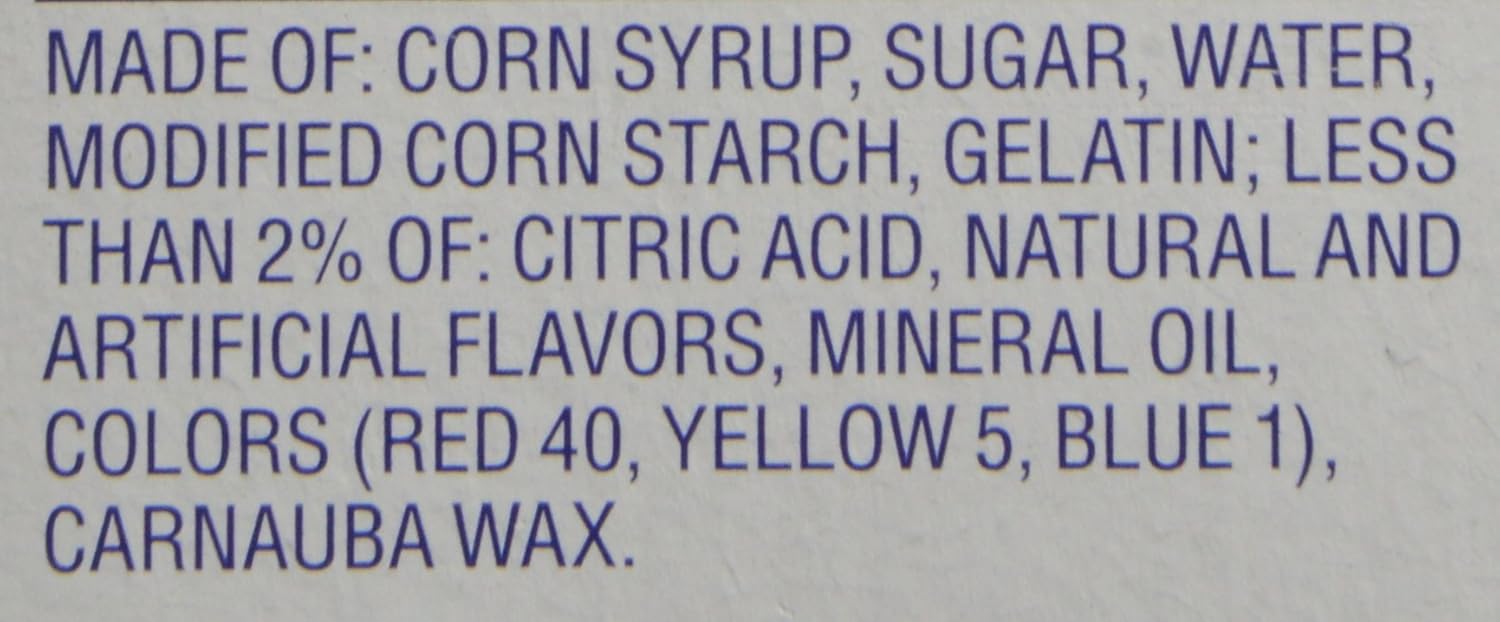 MADE OF: CORN SYRUP, SUGAR, WATER,
MODIFIED CORN STARCH, GELATIN; LESS
THAN 2% OF: CITRIC ACID, NATURAL AND
ARTIFICIAL FLAVORS, MINERAL OIL,
COLORS (RED 40, YELLOW 5, BLUE 1),
CARNAUBA WAX.